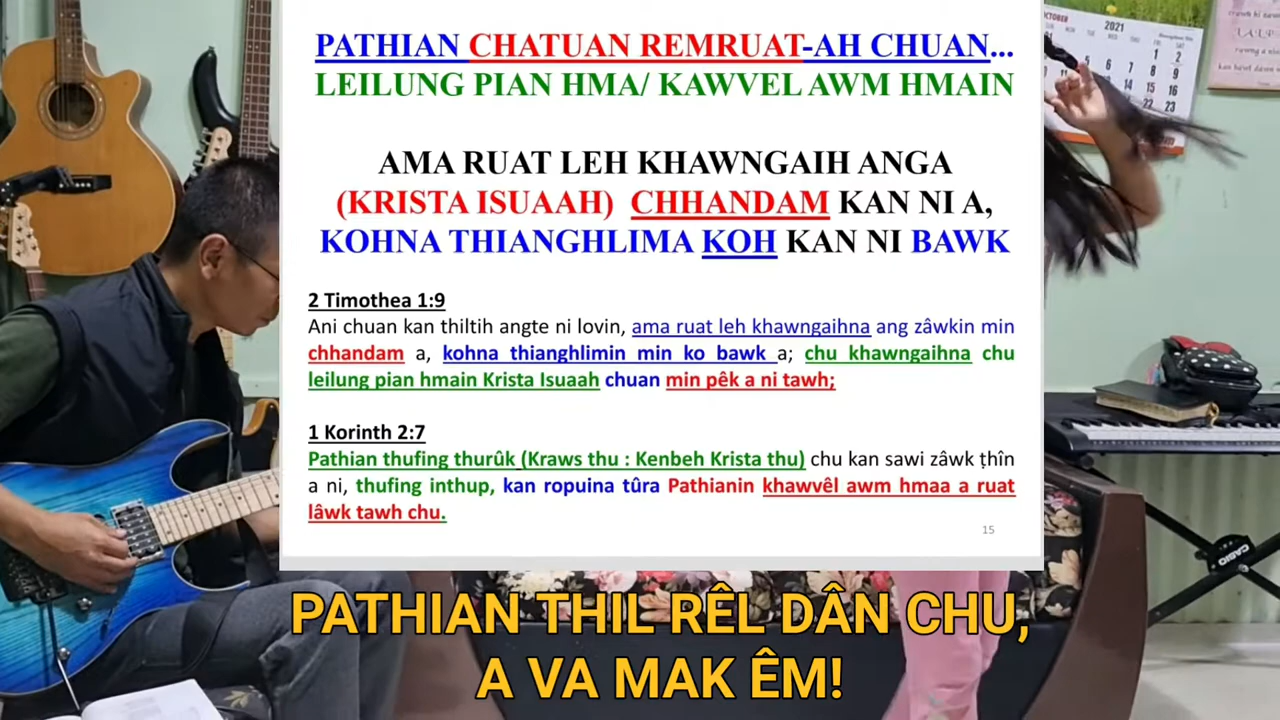 PATHIAN CHATUAN REMRUAT-AH CHUAN...
LEILUNG PIAN HMA/ KAWVEL AWM HMAIN
AMA RUAT LEH KHAWNGAIH ANGA
(KRISTA ISUAAH) CHHANDAM KAN NI A,
KOHNA THIANGHLIMA KOH KAN NI BAWK
2 Timothea 1:9
Ani chuan kan thiltih angte ni lovin, ama ruat leh khawngaihna ang zâwkin min
chhandam a, kohna thianghlimin min ko bawk a; chu khawngaihna chu
leilung pian hmain Krista Isuaah chuan min pêk a ni tawh;
1 Korinth 2:7
Pathian thufing thurûk (Kraws thu : Kenbeh Krista thu) chu kan sawi zâwk ṭhîn
a ni, thufing inthup, kan ropuina tûra Pathianin khawvêl awm hmaa a ruat
lâwk tawh chu.
15
PATHIAN THIL RÊL DÂN CHU,
A VA MAK ÊM!
2021
CASIO